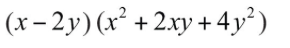 (x − 2y)(x² + 2xy + 4y²)